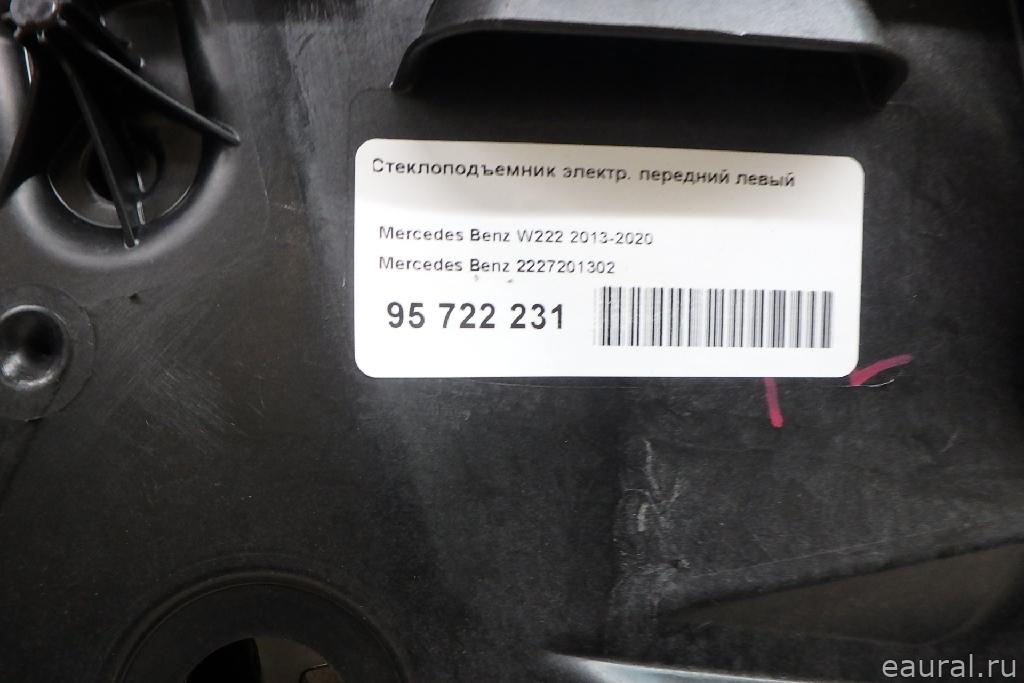 Стеклоподъемник электр. передний левый
Mercedes Benz W222 2013-2020
Mercedes Benz 2227201302
95 722 231
eaural.ru